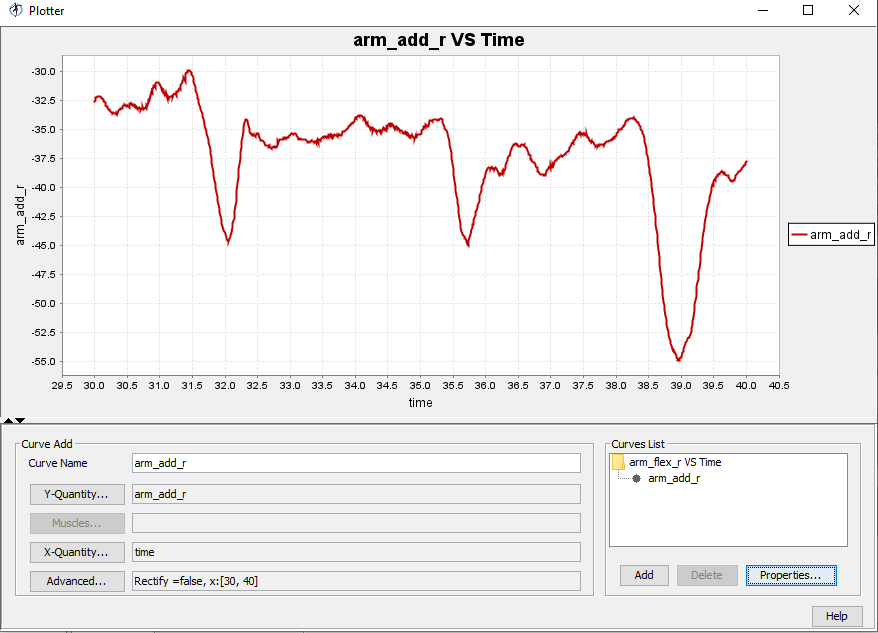 Plotter
arm_add_r VS Time
-30.0
-32.5
-35.0
-37.5
-40.0
-42.5
-45.0
-47.5
-50.0
-52.5
-55.0
arm_add_r
29.5 30.0 30.5 31.0 31.5 32.0 32.5 33.0 33.5 34.0 34.5 35.0 35.5 36.0 36.5 37.0 37.5 38.0 38.5 39.0 39.5 40.0 40.5
time
arm_add_r
Curve Add
Curve Name arm_add_r
Y-Quantity... arm_add_r
Muscles...
X-Quantity... time
Advanced... Rectify =false, x:[30, 40]
Curves List
arm_flex_r VS Time
arm_add_r
Add Delete Properties...
Help